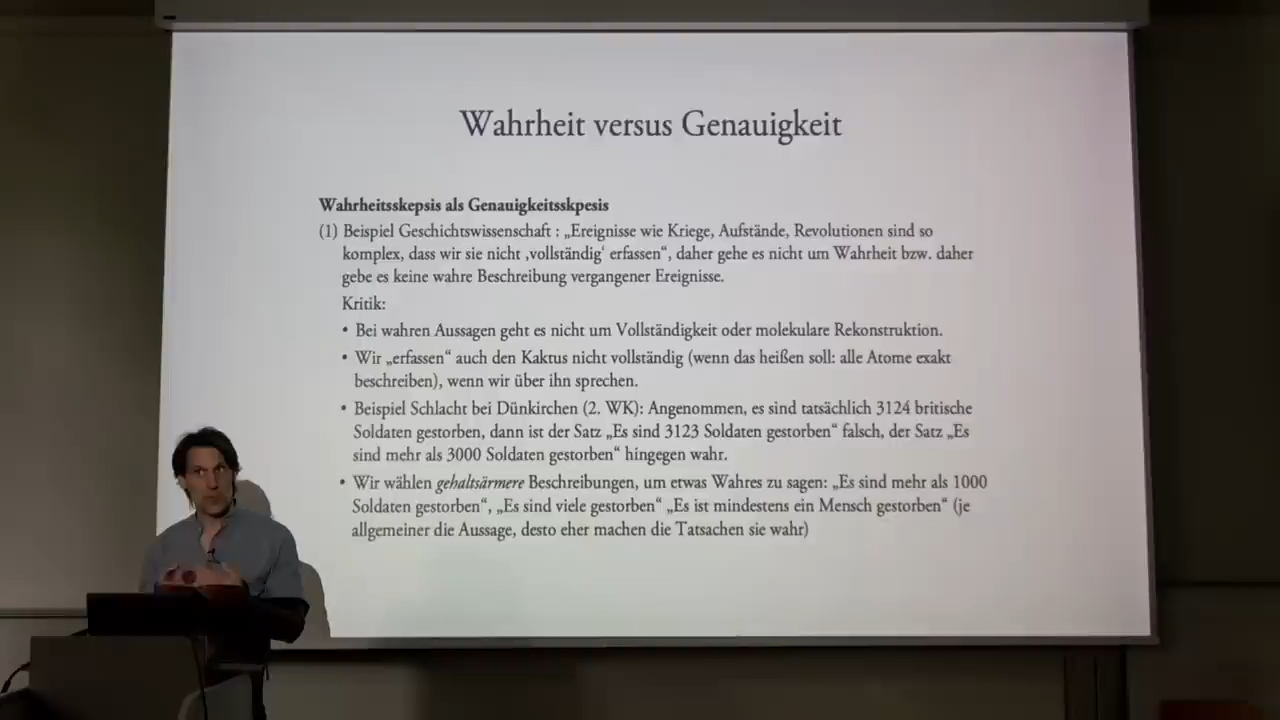 Wahrheit versus Genauigkeit
Wahrheitsskepsis als Genauigkeitsskpesis
(1) Beispiel Geschichtswissenschaft : „Ereignisse wie Kriege, Aufstände, Revolutionen sind so
komplex, dass wir sie nicht ‚vollständig‘ erfassen“, daher gehe es nicht um Wahrheit bzw. daher
gebe es keine wahre Beschreibung vergangener Ereignisse.
Kritik:
• Bei wahren Aussagen geht es nicht um Vollständigkeit oder molekulare Rekonstruktion.
• Wir „erfassen“ auch den Kaktus nicht vollständig (wenn das heißen soll: alle Atome exakt
beschreiben), wenn wir über ihn sprechen.
• Beispiel Schlacht bei Dünkirchen (2. WK): Angenommen, es sind tatsächlich 3124 britische
Soldaten gestorben, dann ist der Satz „Es sind 3123 Soldaten gestorben“ falsch, der Satz „Es
sind mehr als 3000 Soldaten gestorben“ hingegen wahr.
• Wir wählen gehaltsärmere Beschreibungen, um etwas Wahres zu sagen: „Es sind mehr als 1000
Soldaten gestorben“, „Es sind viele gestorben“ „Es ist mindestens ein Mensch gestorben“ (je
allgemeiner die Aussage, desto eher machen die Tatsachen sie wahr)